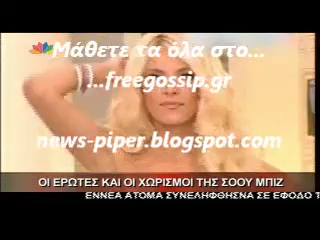 Μάθετε τα όλα στο...
...freegossip.gr
news-piper.blogspot.com
ΟΙ ΕΡΩΤΕΣ ΚΑΙ ΟΙ ΧΩΡΙΣΜΟΙ ΤΗΣ ΣΟΟΥ ΜΠΙΖ
ΕΝΝΕΑ ΑΤΟΜΑ ΣΥΝΕΛΗΦΘΗΣΝΑ ΣΕ ΕΦΟΔΟ Τ